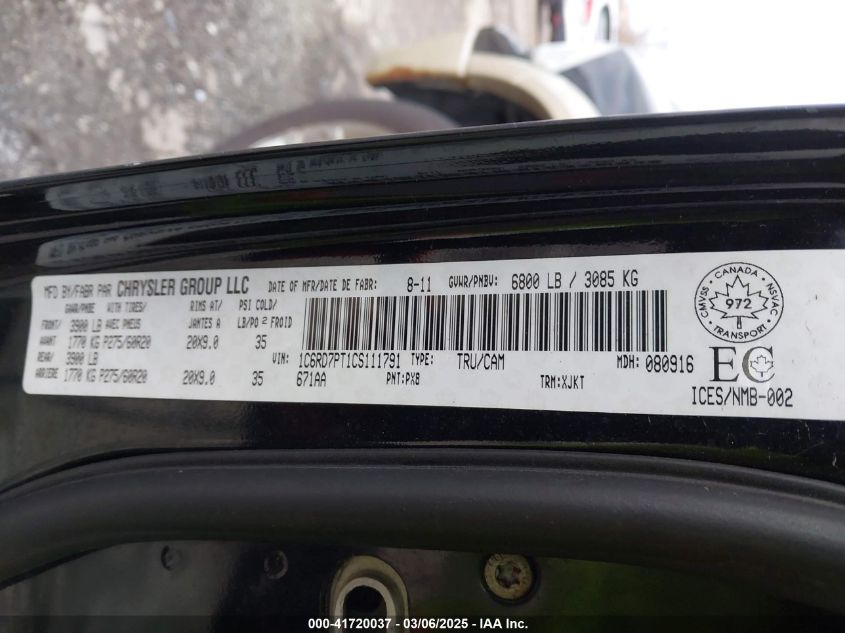 MFD BY/FABR PAR CHRYSLER GROUP LLC
DATE OF MFR/DATE DE FABR: 8-11
GVWR/PNBV: 6800 LB / 3085 KG
GAWR/PNBE WITH TIRES/ RIMS AT/ PSI COLD/
FRONT/ 3900 LB AVEC PNEUS JANTES A LB/PO 2 FROID
AVANT 1770 KG P275/60R20 20X9.0 35
REAR/ 3900 LB
ARRIERE 1770 KG P275/60R20 20X9.0 35
VIN: 1C6RD7PT1CS111791 TYPE: TRU/CAM MDH: 080916
671AA PNT:PX8 TRM:XJKT
CANADA
CMVSS 972 NSVAC
TRANSPORT
EC
ICES/NMB-002
000-41720037 - 03/06/2025 - IAA Inc.